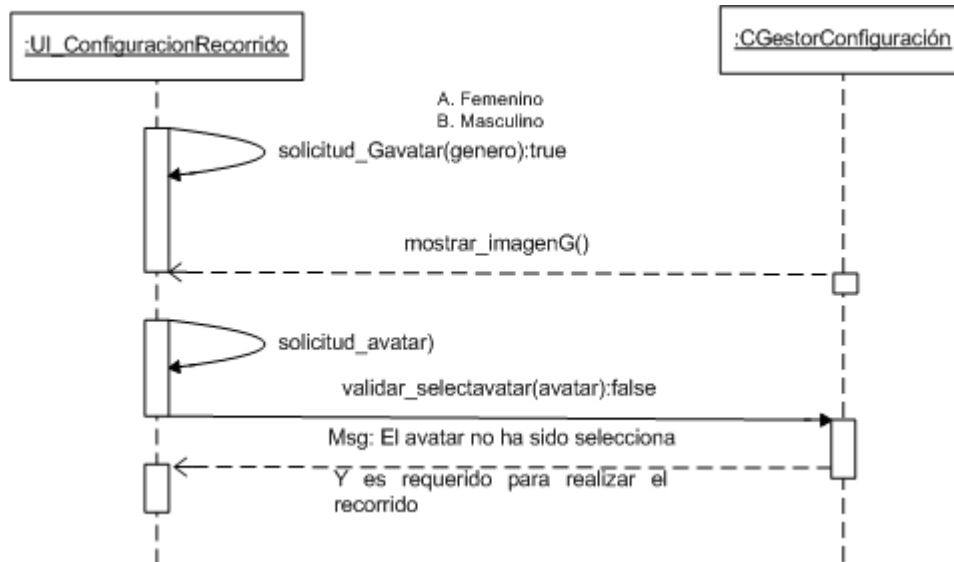 :UI_ConfiguracionRecorrido
:CGestorConfiguración
A. Femenino
B. Masculino
solicitud_Gavatar(genero):true
mostrar_imagenG()
solicitud_avatar)
validar_selectavatar(avatar):false
Msg: El avatar no ha sido selecciona
Y es requerido para realizar el
recorrido